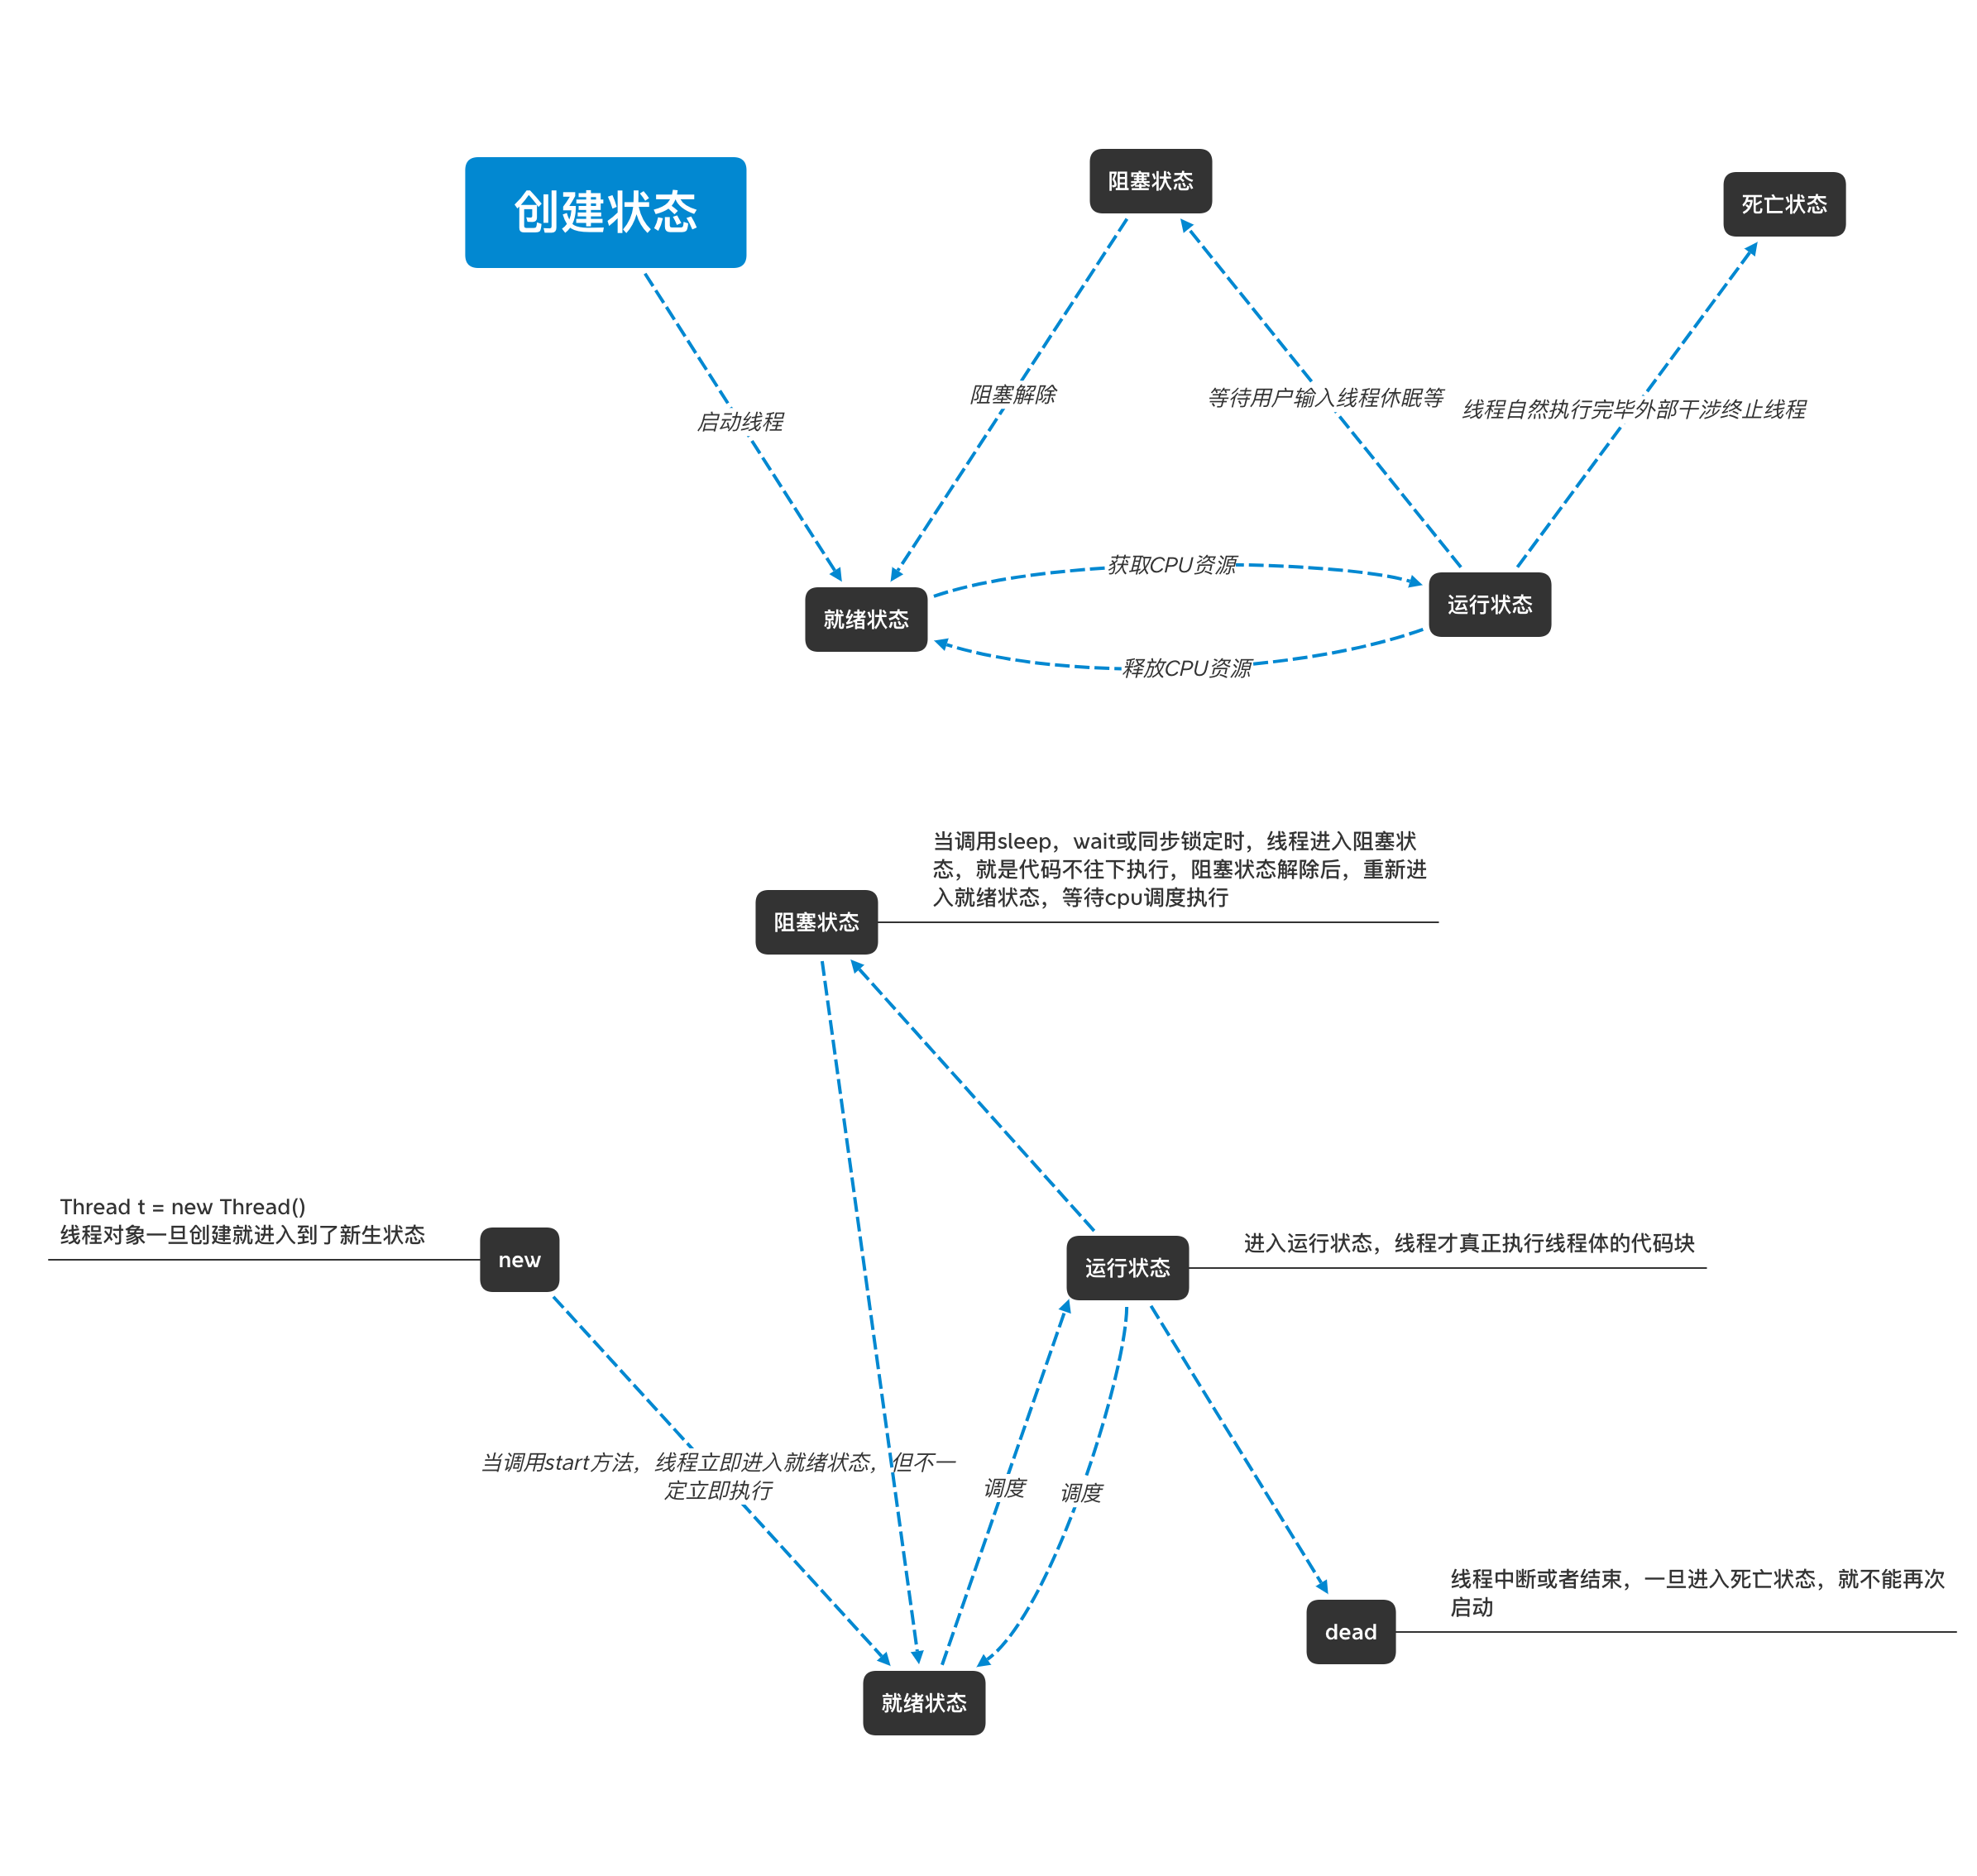 创建状态
阻塞状态
死亡状态
启动线程
阻塞解除
等待用户输入线程休眠等
线程自然执行完毕外部干涉终止线程
获取CPU资源
就绪状态
运行状态
释放CPU资源
当调用sleep，wait或同步锁定时，线程进入阻塞状
态，就是代码不往下执行，阻塞状态解除后，重新进
入就绪状态，等待cpu调度执行
阻塞状态
Thread t = new Thread()
线程对象一旦创建就进入到了新生状态
new
运行状态
进入运行状态，线程才真正执行线程体的代码块
当调用start方法，线程立即进入就绪状态，但不一
定立即执行
调度
调度
线程中断或者结束，一旦进入死亡状态，就不能再次
启动
dead
就绪状态